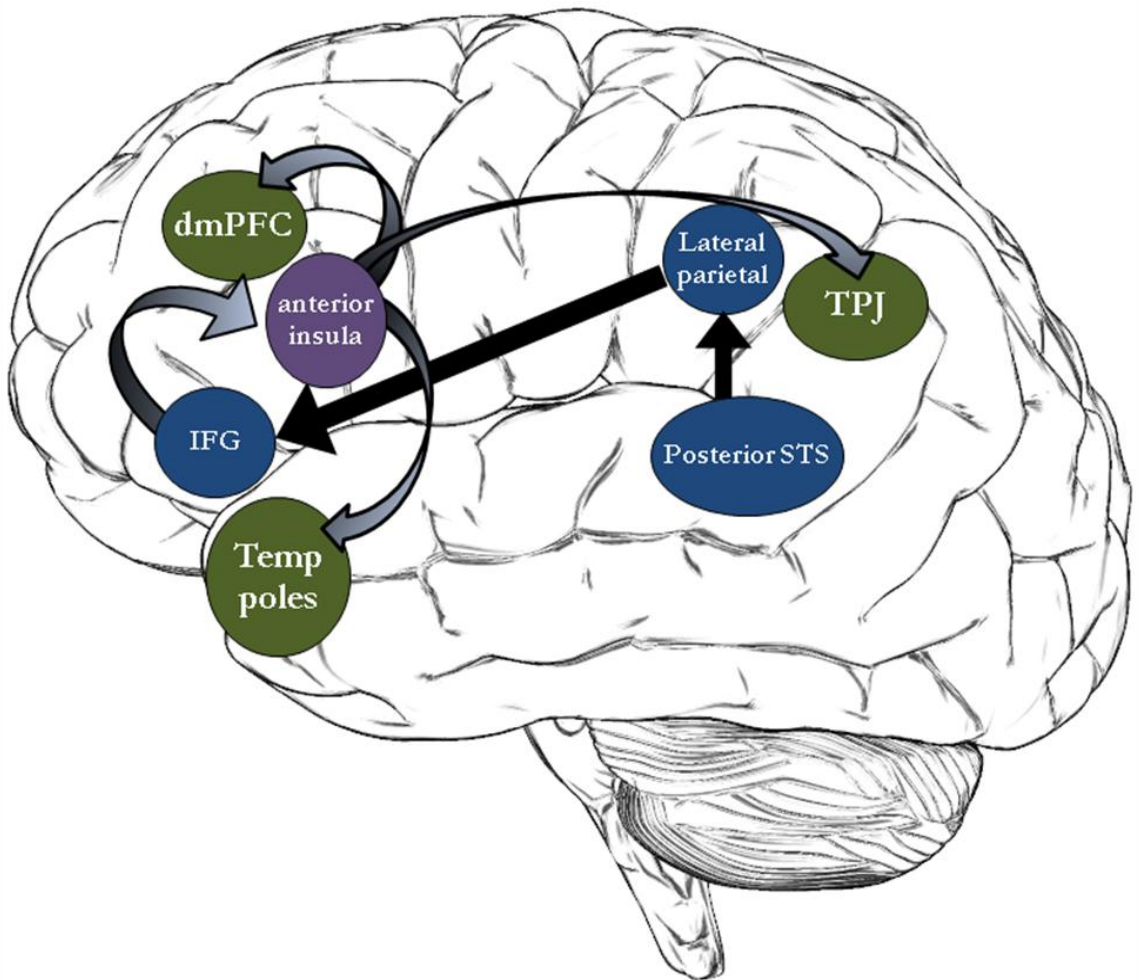 dmPFC
anterior
insula
Lateral
parietal
TPJ
IFG
Posterior STS
Temp
poles